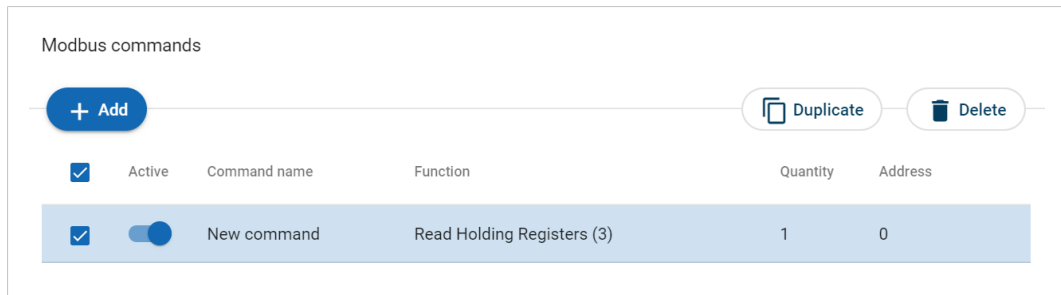 Modbus commands
Add Duplicate Delete
Active Command name Function Quantity Address
New command Read Holding Registers (3) 1 0